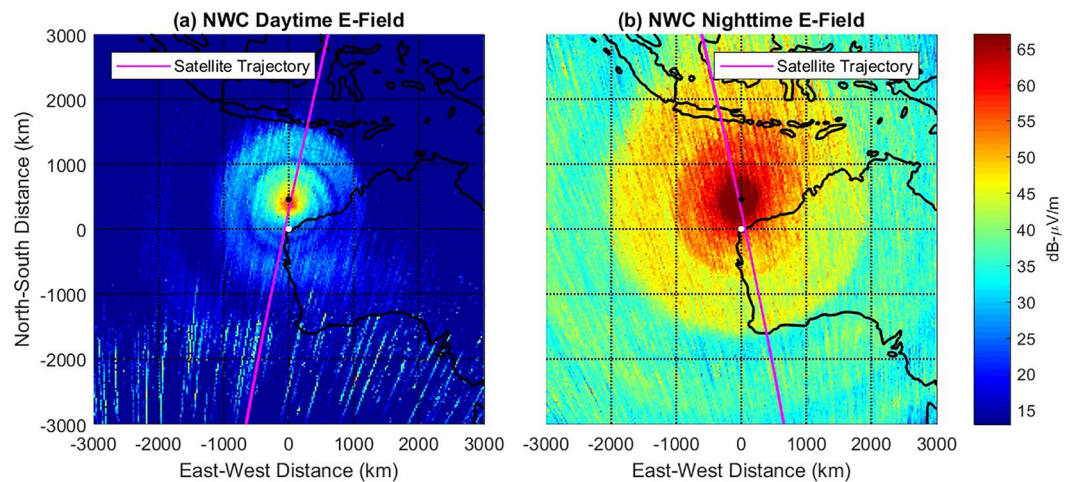 (a) NWC Daytime E-Field
(b) NWC Nighttime E-Field
Satellite Trajectory
Satellite Trajectory
3000
2000
1000
0
-1000
-2000
-3000
North-South Distance (km)
-3000 -2000 -1000 0 1000 2000 3000
East-West Distance (km)
-3000 -2000 -1000 0 1000 2000 3000
East-West Distance (km)
65
60
55
50
45
40
35
30
25
20
15
dB-μV/m